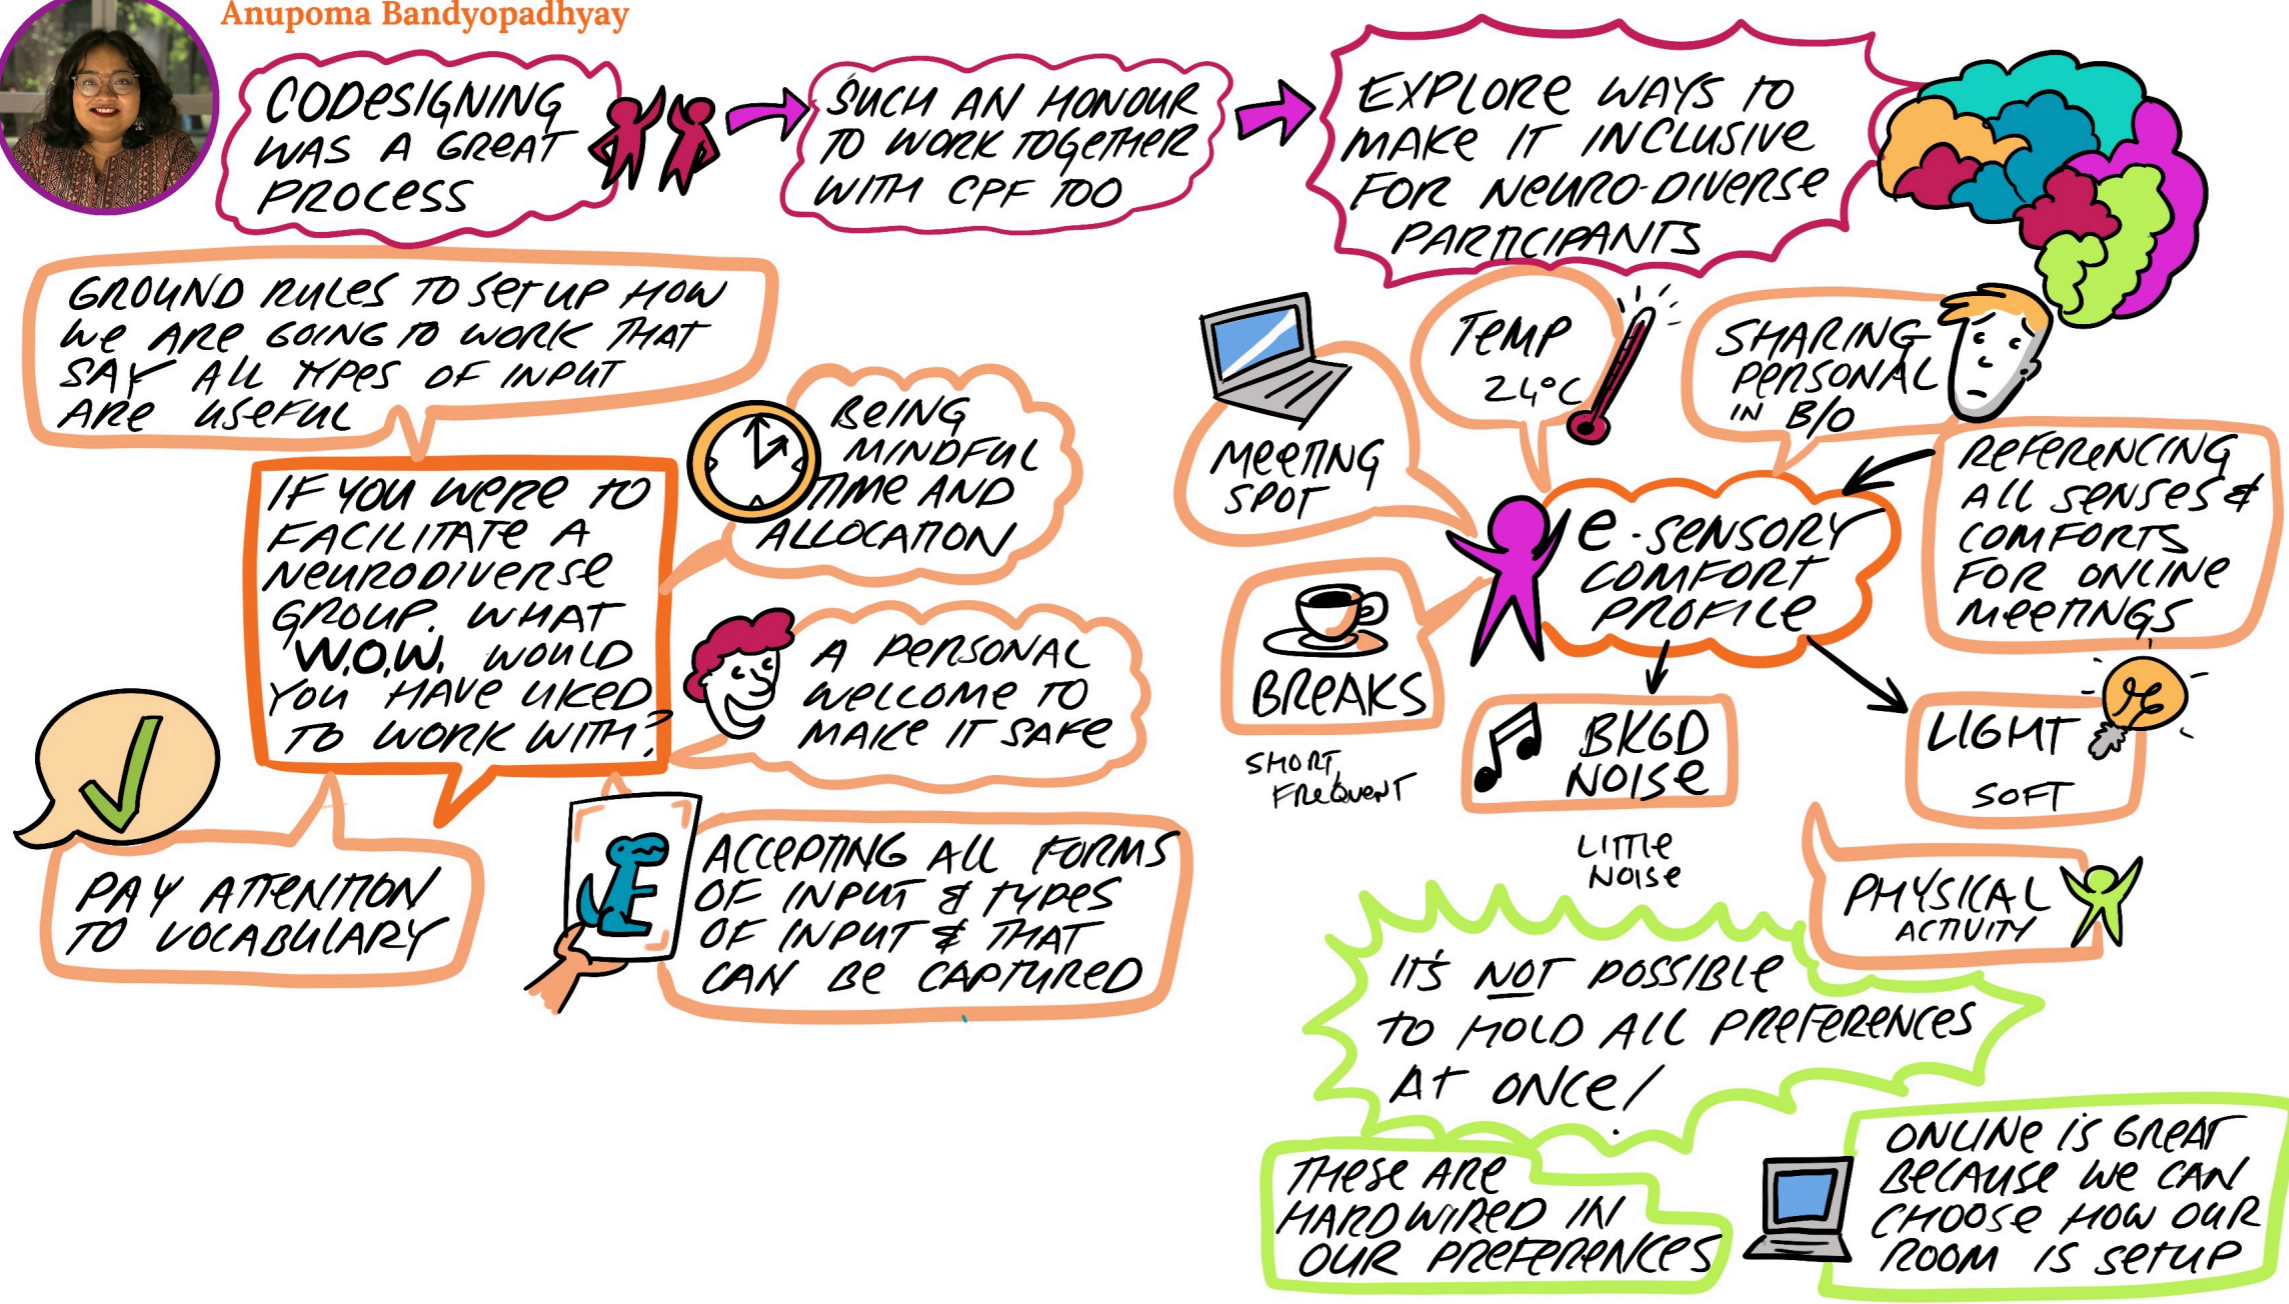 Anupoma Bandyopadhyay
CODESIGNING
WAS A GREAT
PROCESS
SUCH AN HONOUR
TO WORK TOGETHER
WITH CPF TOO
EXPLORE WAYS TO
MAKE IT INCLUSIVE
FOR NEURO-DIVERSE
PARTICIPANTS
GROUND RULES TO SET UP HOW
WE ARE GOING TO WORK THAT
SAY ALL TYPES OF INPUT
ARE USEFUL
IF YOU WERE TO
FACILITATE A
NEURODIVERSE
GROUP. WHAT
W.O.W. WOULD
YOU HAVE LIKED
TO WORK WITH?
BEING
MINDFUL
TIME AND
ALLOCATION
A PERSONAL
WELCOME TO
MAKE IT SAFE
PAY ATTENTION
TO VOCABULARY
ACCEPTING ALL FORMS
OF INPUT & TYPES
OF INPUT & THAT
CAN BE CAPTURED
MEETING
SPOT
TEMP
24°C
SHARING
PERSONAL
IN B/O
REFERENCING
ALL SENSES &
COMFORTS
FOR ONLINE
MEETINGS
e-SENSORY
COMFORT
PROFILE
BREAKS
SHORT,
FREQUENT
BKGD
NOISE
LITTLE
NOISE
LIGHT
SOFT
PHYSICAL
ACTIVITY
IT'S NOT POSSIBLE
TO HOLD ALL PREFERENCES
AT ONCE!
THESE ARE
HARDWIRED IN
OUR PREFERENCES
ONLINE IS GREAT
BECAUSE WE CAN
CHOOSE HOW OUR
ROOM IS SETUP